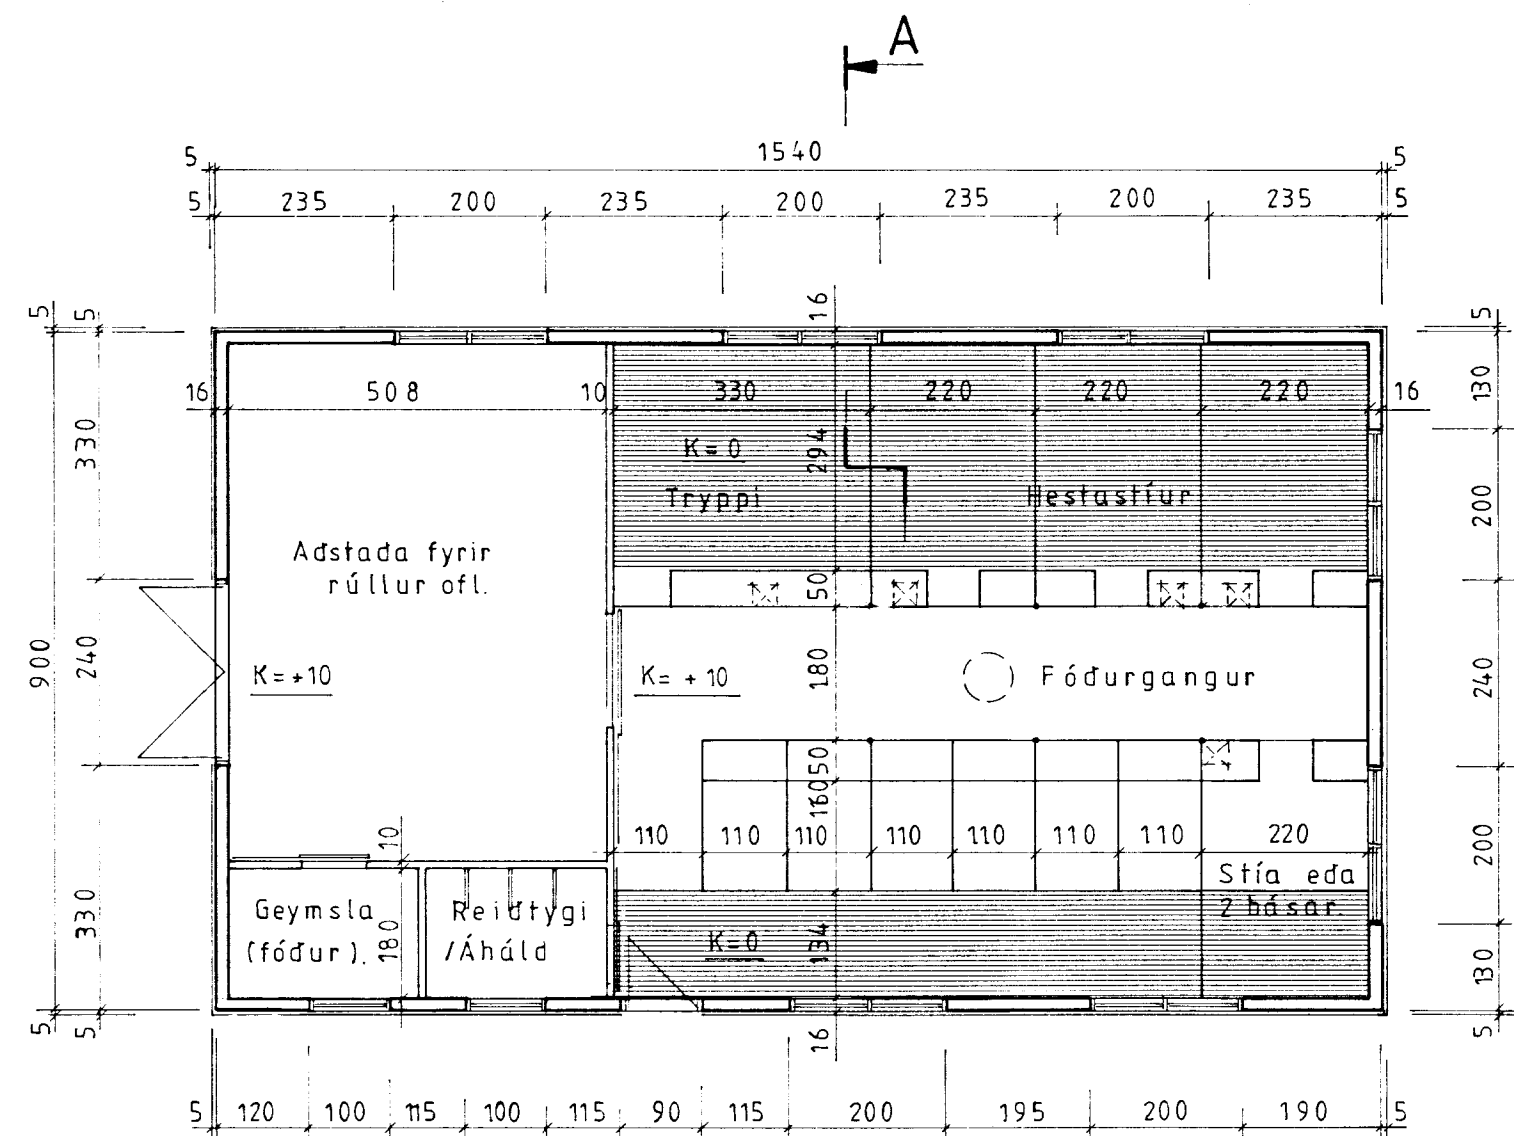 A
5 1540 5
5 235 200 235 200 235 200 235 5
5 5 16 5
16 508 10 330 220 220 220 16
130
330 K=0 294
Tryppi Hestastíur
200
Aðstaða fyrir
rúllur ofl.
50
900 240 K=+10 K=+10 180 Fóðurgangur 240
50
160
10 110 110 110 110 110 110 110 220 200
Stía eða
2 básar.
Geymsla Reiðtygi
330 (fóður). 180 /Áháld K=0 134 130
5 5 16 5
5 120 100 115 100 115 90 115 200 195 200 190 5